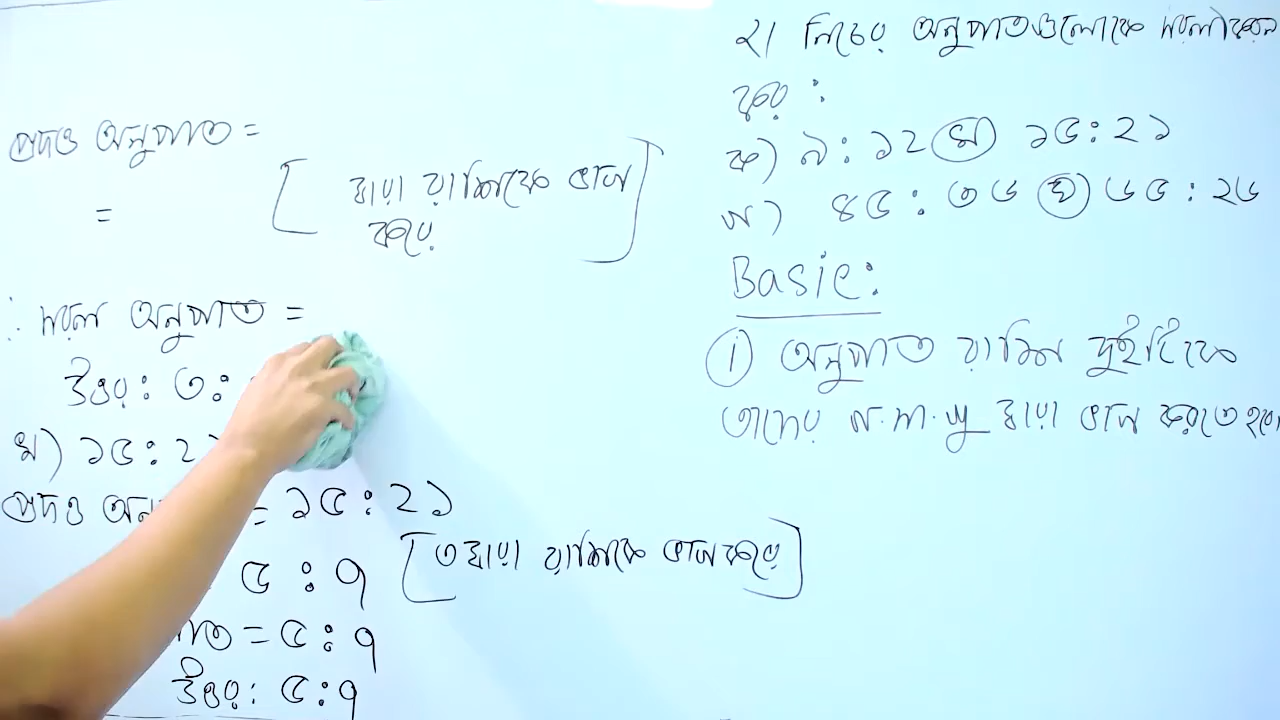 ২। নিচের অনুপাতগুলোকে সরলীকরণ
কর :
ক) ৯ : ১২ (গ) ১৫ : ২১
খ) ৪৫ : ৩৬ (ঘ) ৬৫ : ২৬
Basic:
(i) অনুপাত রাশি দুইটিকে
তাদের গ.সা.গু দ্বারা ভাগ করতে হবে
প্রদত্ত অনুপাত =
= [ দ্বারা রাশিকে ভাগ
করে ]
∴ সরল অনুপাত =
উত্তর : ৩ :
গ) ১৫ : ২
প্রদত্ত = ১৫ : ২১
৫ : ৭ [৩ দ্বারা রাশিকে ভাগ করে]
পাত = ৫ : ৭
উত্তর : ৫ : ৭